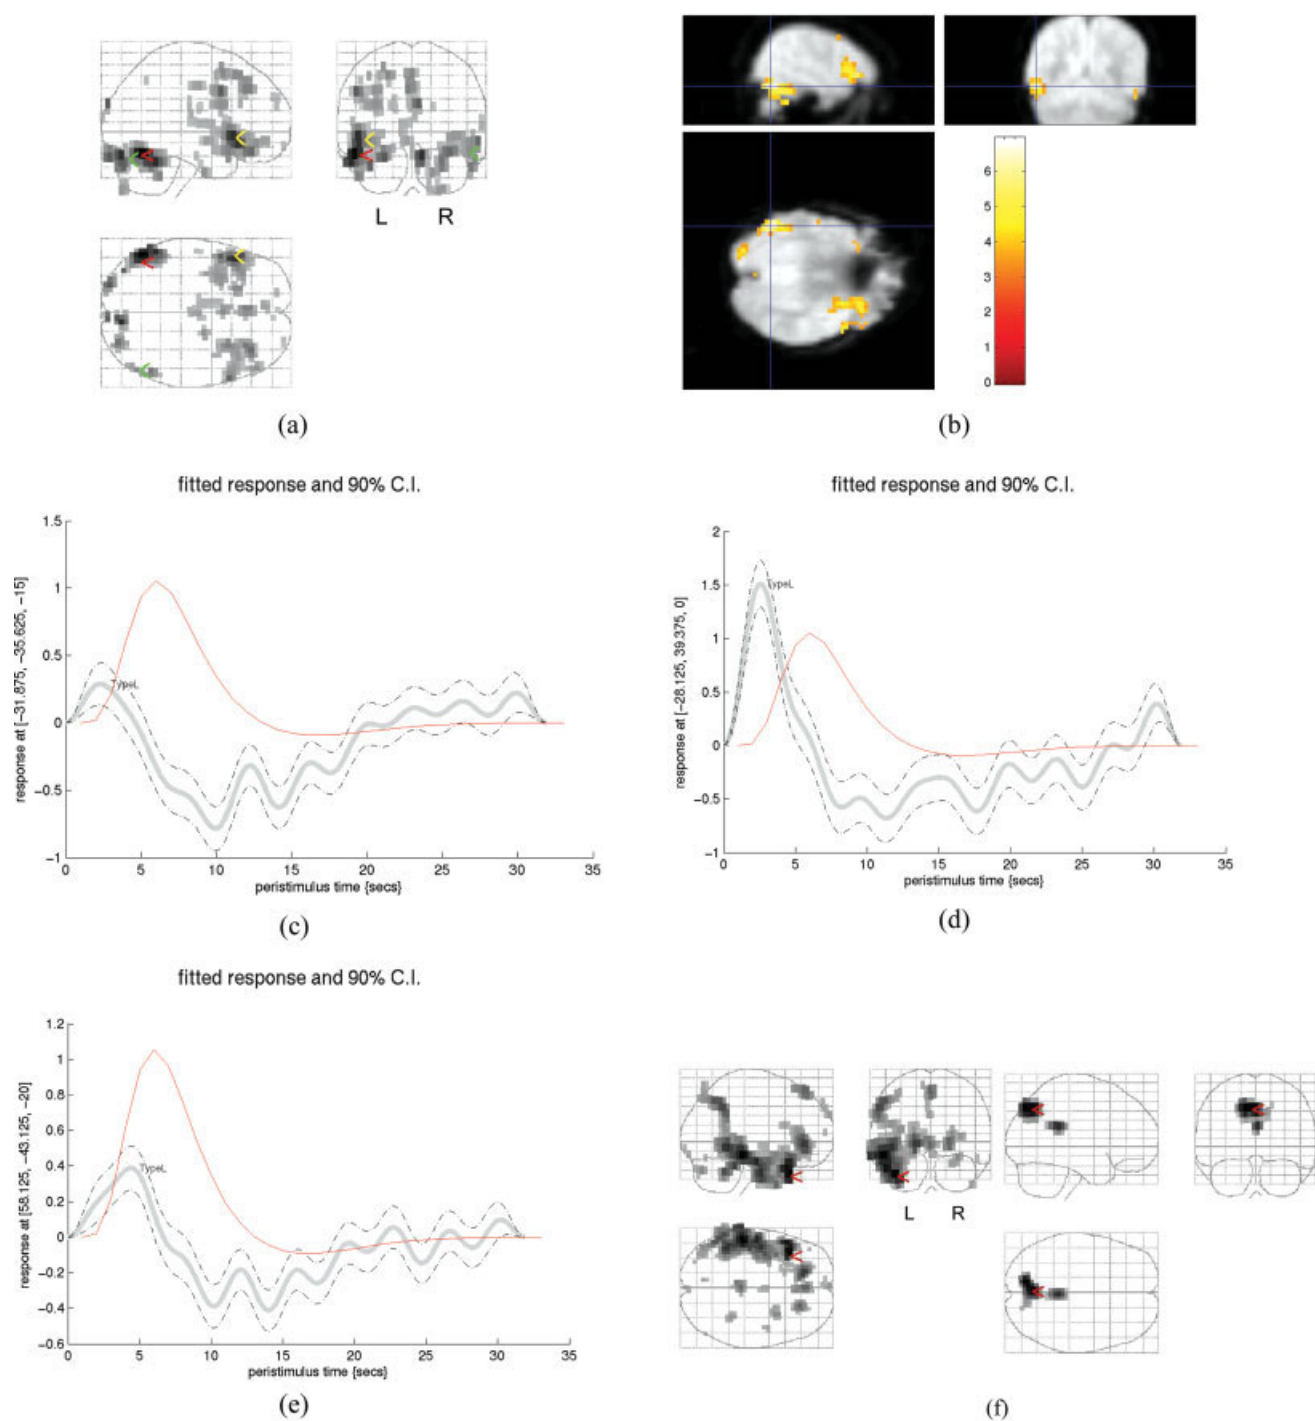 L R
6
5
4
3
2
1
0
(a)
(b)
fitted response and 90% C.I.
1.5
1
0.5
0
−0.5
−1
response at [−31.875, −35.625, −15]
TypeL
0 5 10 15 20 25 30 35
peristimulus time {secs}
(c)
fitted response and 90% C.I.
2
1.5
1
0.5
0
−0.5
−1
response at [−28.125, 39.375, 0]
TypeL
0 5 10 15 20 25 30 35
peristimulus time {secs}
(d)
fitted response and 90% C.I.
1.2
1
0.8
0.6
0.4
0.2
0
−0.2
−0.4
−0.6
response at [58.125, −43.125, −20]
TypeL
0 5 10 15 20 25 30 35
peristimulus time {secs}
(e)
L R
(f)